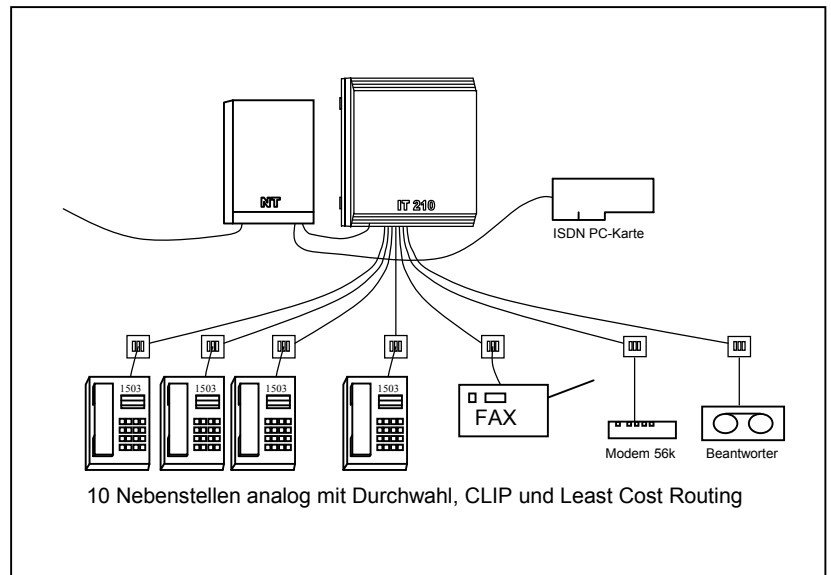 NT
IT 210
ISDN PC-Karte
1503
1503
1503
1503
FAX
Modem 56k
Beantworter
10 Nebenstellen analog mit Durchwahl, CLIP und Least Cost Routing